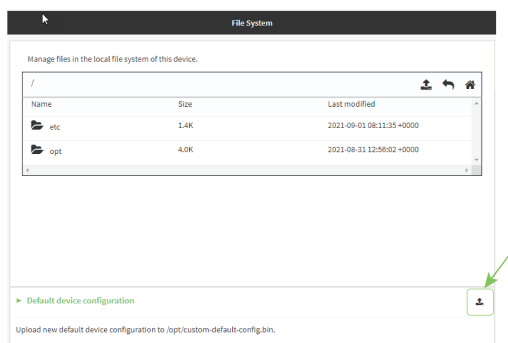 File System
Manage files in the local file system of this device.
/
Name Size Last modified
etc 1.4K 2021-09-01 08:11:35 +0000
opt 4.0K 2021-08-31 12:56:02 +0000
Default device configuration
Upload new default device configuration to /opt/custom-default-config.bin.